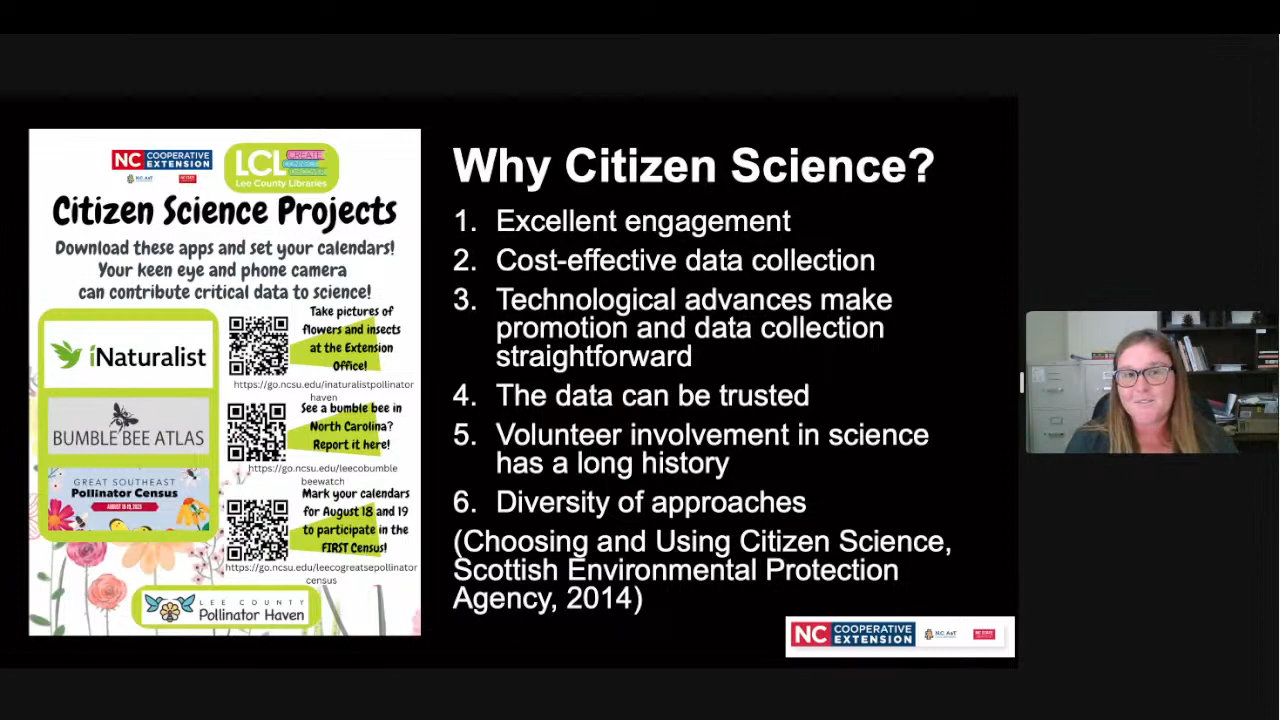 NC COOPERATIVE EXTENSION
LCL CREATE CONNECT DISCOVER
Lee County Libraries
Citizen Science Projects
Download these apps and set your calendars!
Your keen eye and phone camera
can contribute critical data to science!
iNaturalist
Take pictures of
flowers and insects
at the Extension
Office!
https://go.ncsu.edu/inaturalistpollinator
haven
BUMBLE BEE ATLAS
See a bumble bee in
North Carolina?
Report it here!
https://go.ncsu.edu/leecobumble
beewatch
GREAT SOUTHEAST
Pollinator Census
AUGUST 18-19, 2023
Mark your calendars
for August 18 and 19
to participate in the
FIRST Census!
https://go.ncsu.edu/leecogreatsepollinator
census
LEE COUNTY
Pollinator Haven
Why Citizen Science?
1. Excellent engagement
2. Cost-effective data collection
3. Technological advances make
promotion and data collection
straightforward
4. The data can be trusted
5. Volunteer involvement in science
has a long history
6. Diversity of approaches
(Choosing and Using Citizen Science,
Scottish Environmental Protection
Agency, 2014)
NC COOPERATIVE
EXTENSION